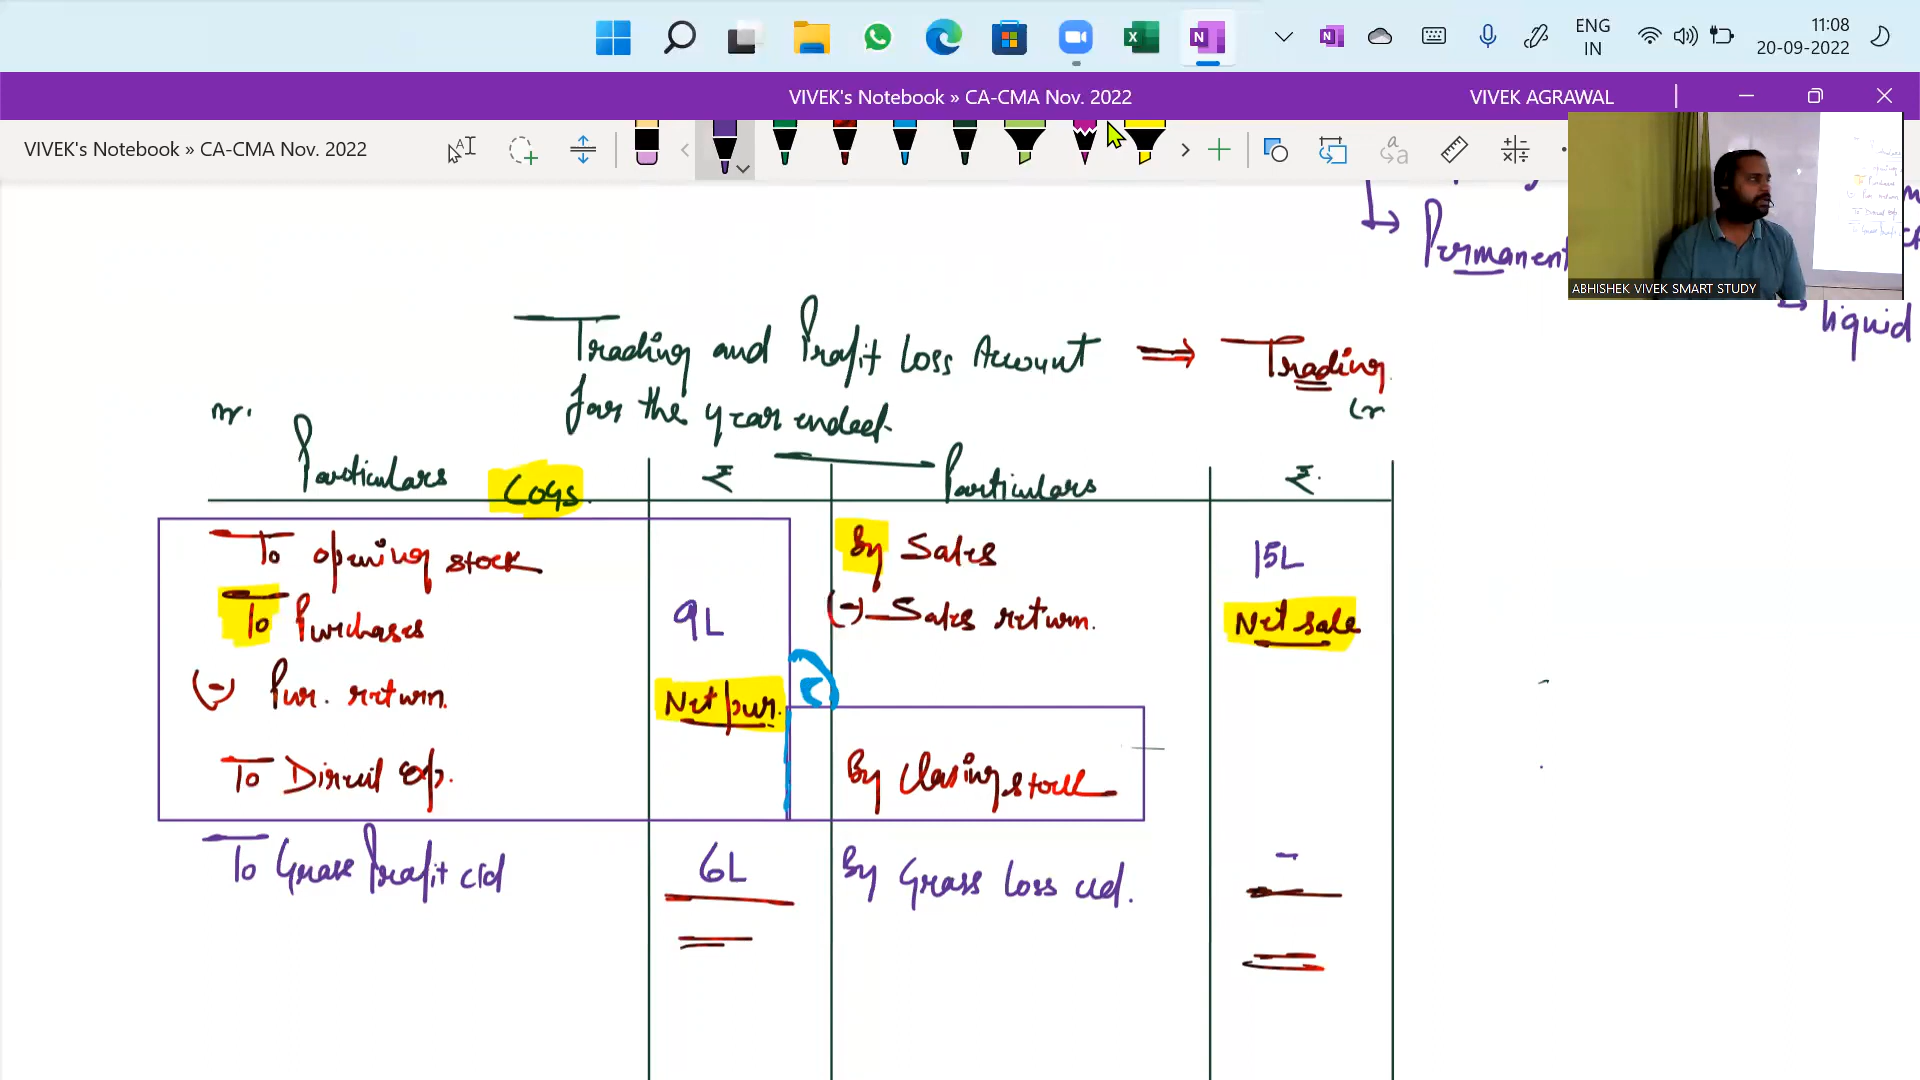 ENG
IN
11:08
20-09-2022
VIVEK's Notebook » CA-CMA Nov. 2022
VIVEK AGRAWAL
VIVEK's Notebook » CA-CMA Nov. 2022
ABHISHEK VIVEK SMART STUDY
Permanent
liquid
Trading and Profit Loss Account ⇒ Trading
for the year ended
Dr.
Cr
Particulars ₹ Particulars ₹
COGS
To opening stock
By Sales 15L
To Purchases 9L
(-) Sales return. Net sale
(-) Pur. return. Net pur.
To Direct Exp.
By Closing stock
To Gross Profit c/d 6L
By Gross Loss c/d. -